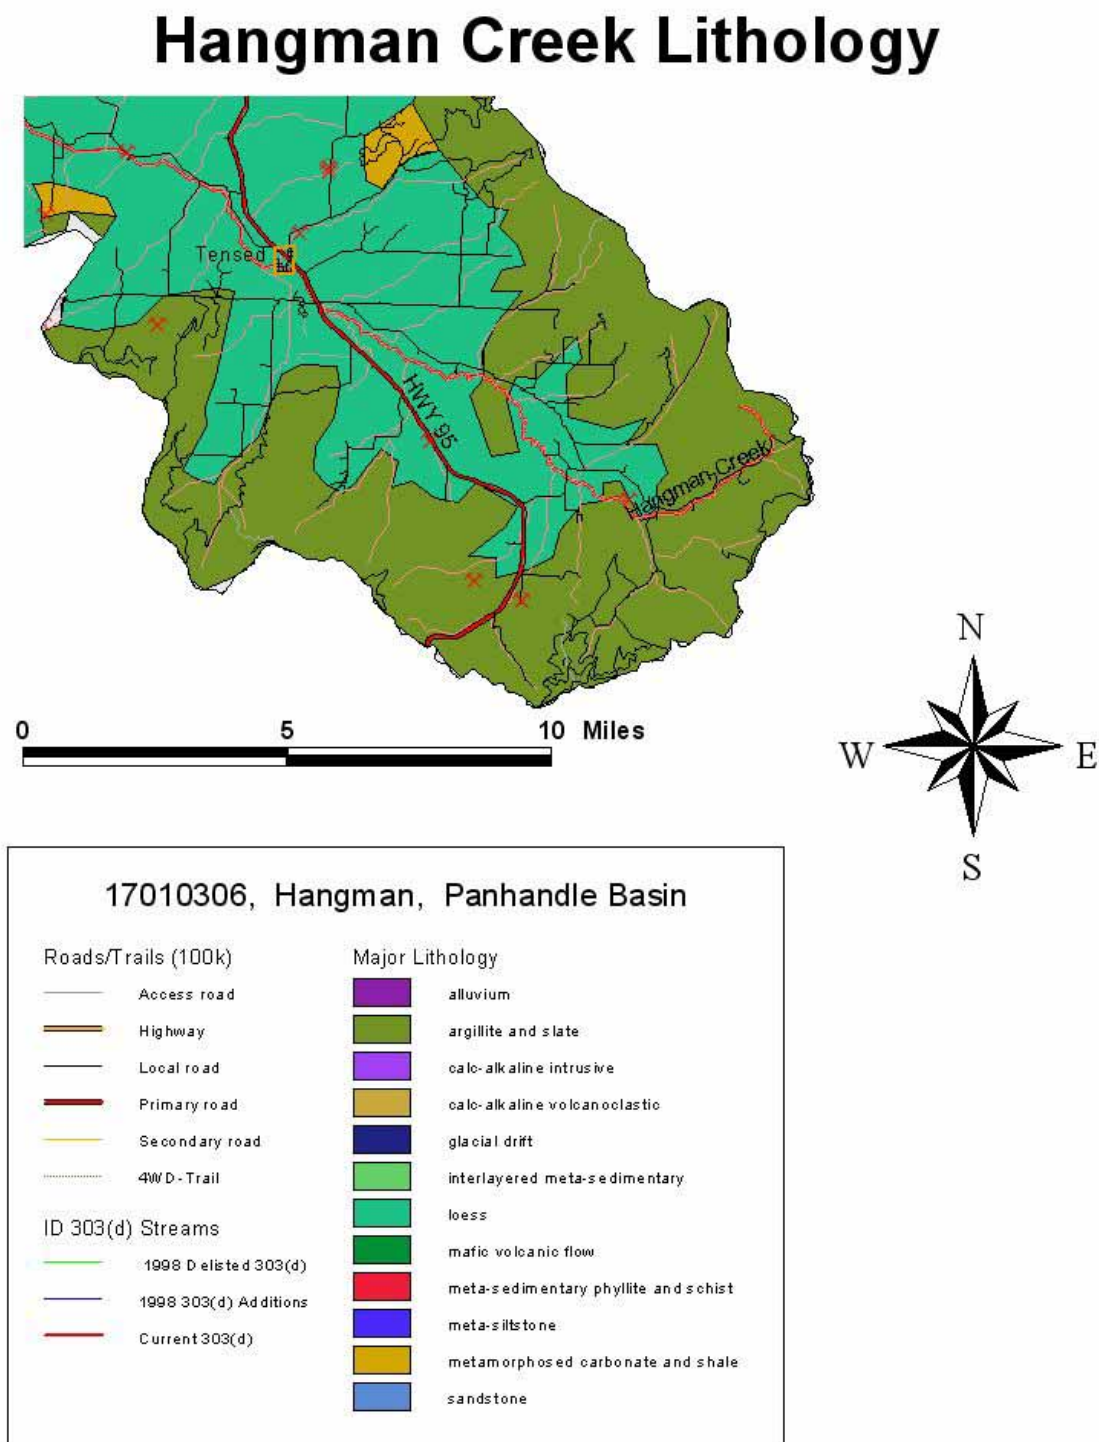 Hangman Creek Lithology
Tensed
HWY 95
Hangman Creek
0 5 10 Miles
N
W E
S
17010306, Hangman, Panhandle Basin
Roads/Trails (100k)
Access road
Highway
Local road
Primary road
Secondary road
4WD-Trail
ID 303(d) Streams
1998 Delisted 303(d)
1998 303(d) Additions
Current 303(d)
Major Lithology
alluvium
argillite and slate
calc-alkaline intrusive
calc-alkaline volcanoclastic
glacial drift
interlayered meta-sedimentary
loess
mafic volcanic flow
meta-sedimentary phyllite and schist
meta-siltstone
metamorphosed carbonate and shale
sandstone